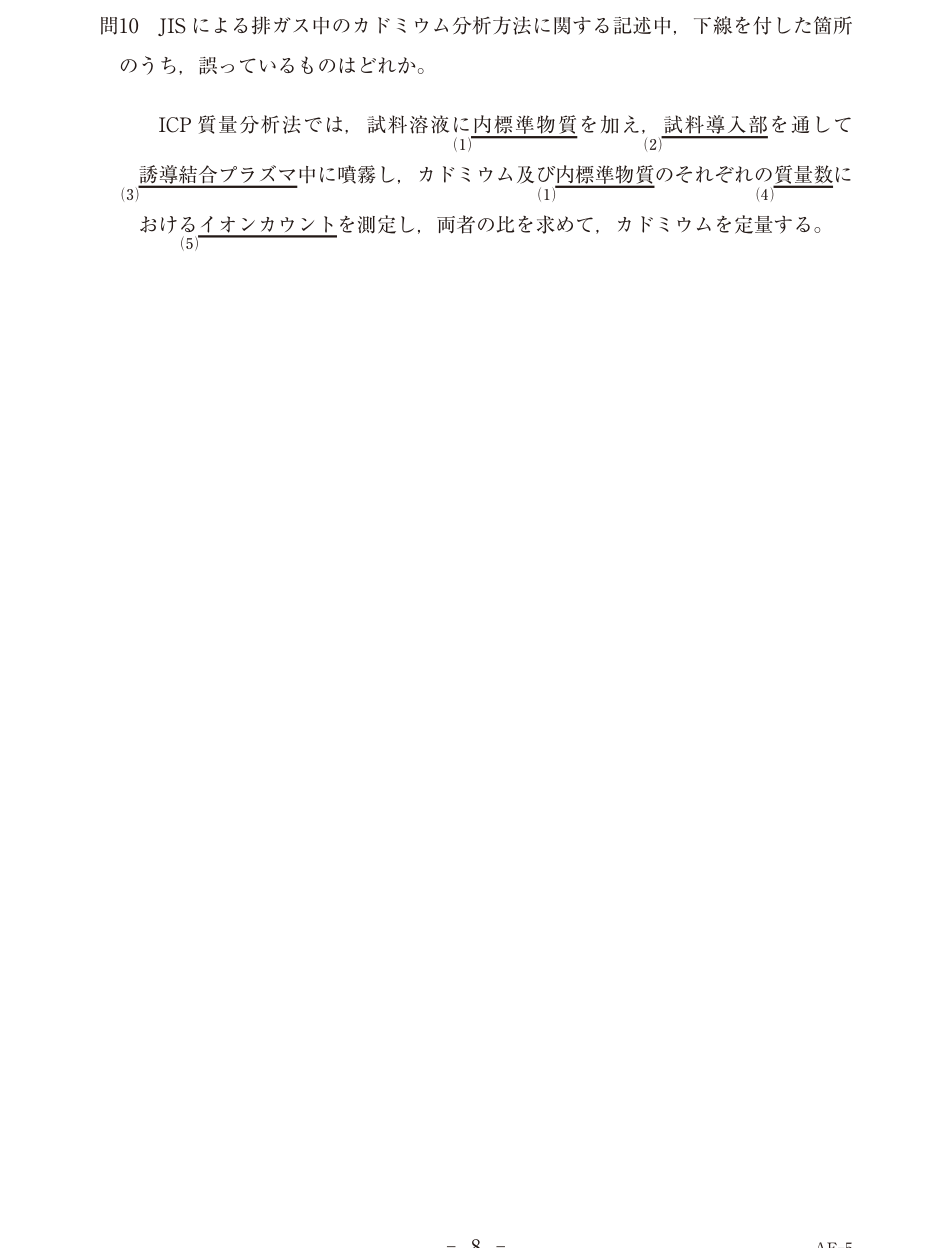 問10 JIS による排ガス中のカドミウム分析方法に関する記述中，下線を付した箇所
のうち，誤っているものはどれか。
ICP 質量分析法では，試料溶液に内標準物質を加え，試料導入部を通して
(1) (2)
誘導結合プラズマ中に噴霧し，カドミウム及び内標準物質のそれぞれの質量数に
(3) (1) (4)
おけるイオンカウントを測定し，両者の比を求めて，カドミウムを定量する。
(5)
− 8 − AE-5